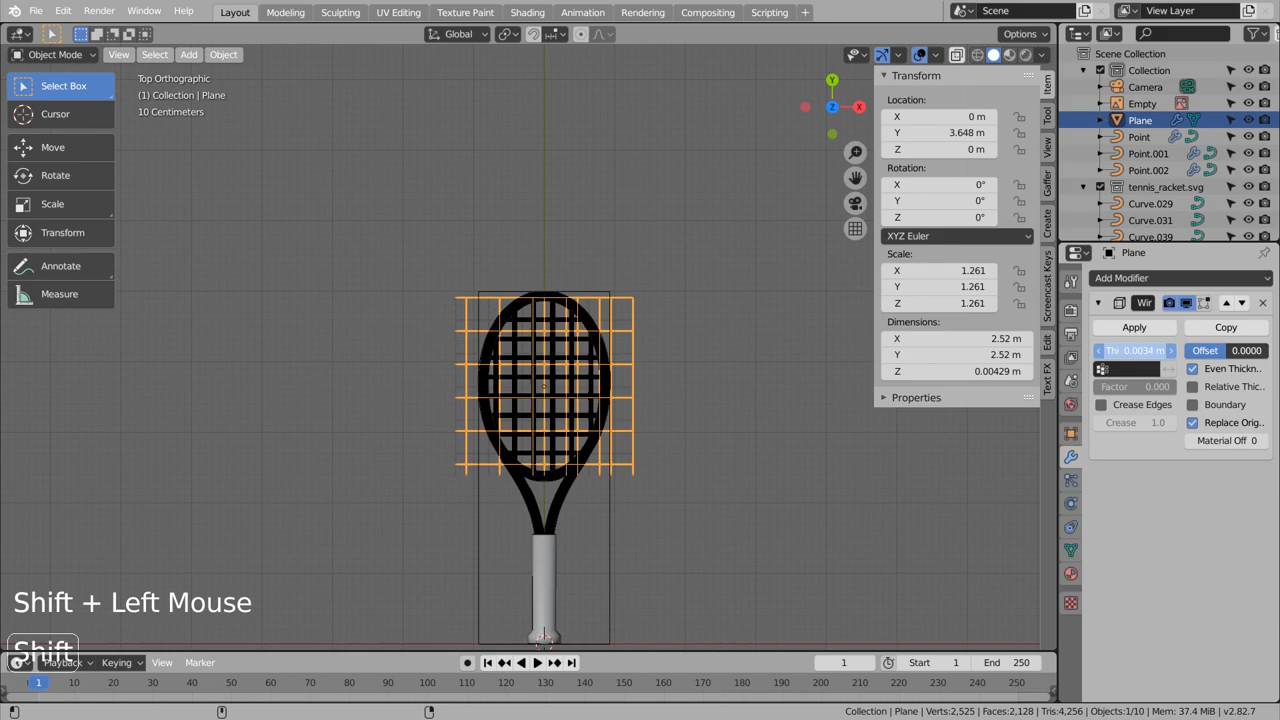 File Edit Render Window Help Layout Modeling Sculpting UV Editing Texture Paint Shading Animation Rendering Compositing Scripting + Scene View Layer
Global Options
Object Mode View Select Add Object
Scene Collection
Collection
Camera
Empty
Plane
Point
Point.001
Point.002
tennis_racket.svg
Curve.029
Curve.031
Curve.039
Select Box
Cursor
Move
Rotate
Scale
Transform
Annotate
Measure
Top Orthographic
(1) Collection | Plane
10 Centimeters
Y
Z X
Transform
Location:
X 0 m
Y 3.648 m
Z 0 m
Rotation:
X 0°
Y 0°
Z 0°
XYZ Euler
Scale:
X 1.261
Y 1.261
Z 1.261
Dimensions:
X 2.52 m
Y 2.52 m
Z 0.00429 m
Properties
Item
Tool
View
Gaffer
Create
Screencast Keys
Edit
Text FX
Plane
Add Modifier
Wir
Apply Copy
Thi 0.0034 m Offset 0.0000
Even Thickn..
Factor 0.000 Relative Thic..
Crease Edges Boundary
Crease 1.0 Replace Orig..
Material Off 0
Shift + Left Mouse
Shift
Playback Keying View Marker 1 Start 1 End 250
1 10 20 30 40 50 60 70 80 90 100 110 120 130 140 150 160 170 180 190 200 210 220 230 240 250
Collection | Plane | Verts:2,525 | Faces:2,128 | Tris:4,256 | Objects:1/10 | Mem: 37.4 MiB | v2.82.7